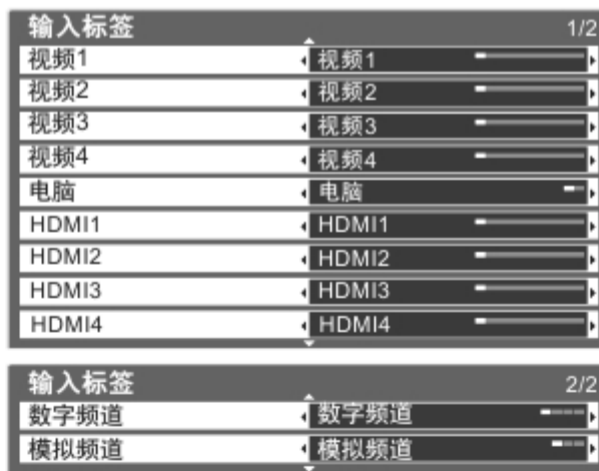 输入标签 1/2
视频1 视频1
视频2 视频2
视频3 视频3
视频4 视频4
电脑 电脑
HDMI1 HDMI1
HDMI2 HDMI2
HDMI3 HDMI3
HDMI4 HDMI4
输入标签 2/2
数字频道 数字频道
模拟频道 模拟频道